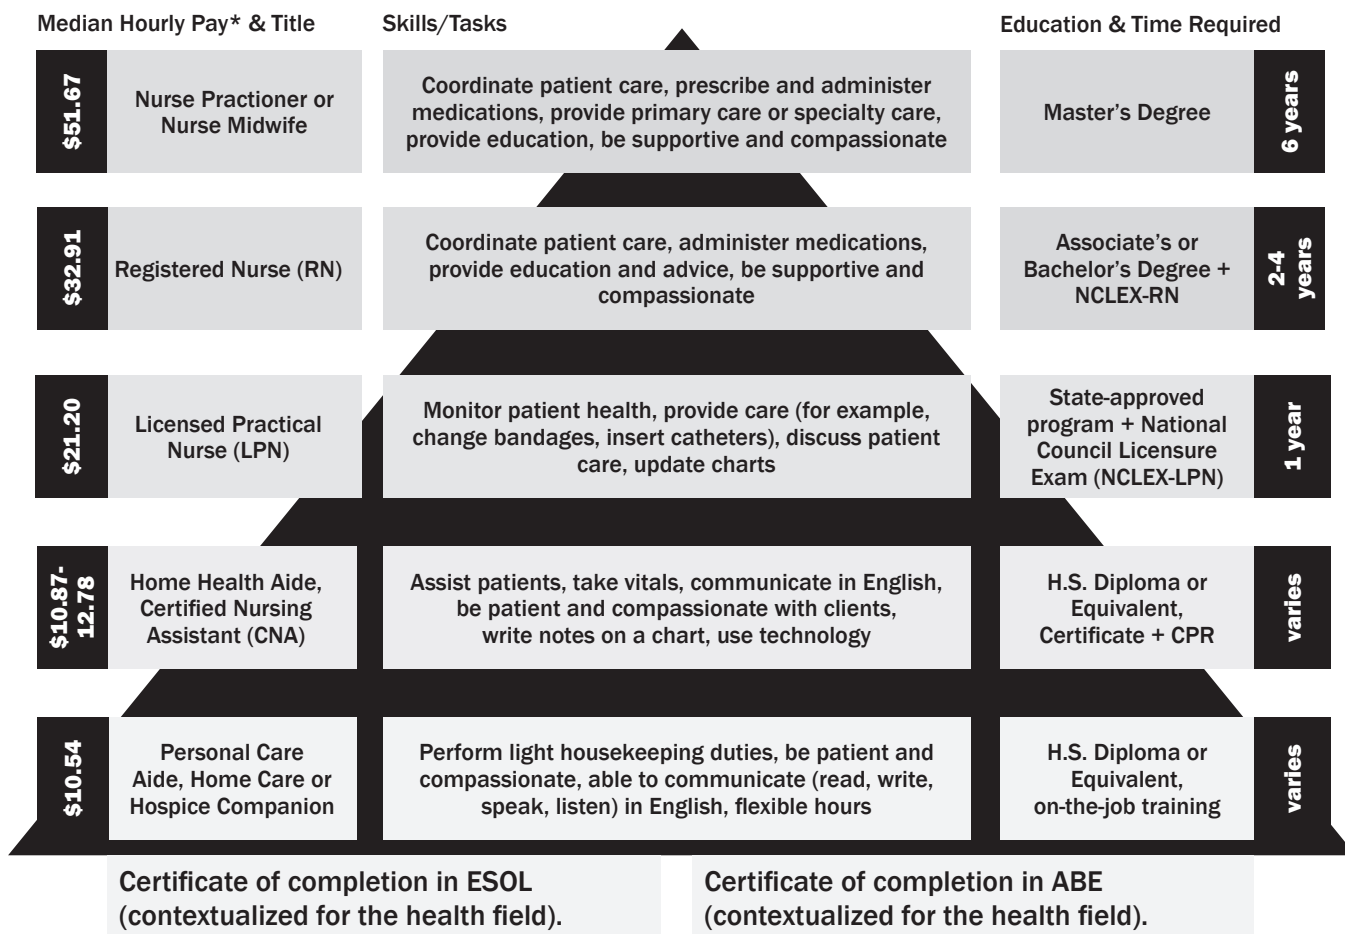 Median Hourly Pay* & Title
Skills/Tasks
Education & Time Required
$51.67
Nurse Practioner or
Nurse Midwife
Coordinate patient care, prescribe and administer
medications, provide primary care or specialty care,
provide education, be supportive and compassionate
Master's Degree
6 years
$32.91
Registered Nurse (RN)
Coordinate patient care, administer medications,
provide education and advice, be supportive and
compassionate
Associate's or
Bachelor's Degree +
NCLEX-RN
2-4
years
$21.20
Licensed Practical
Nurse (LPN)
Monitor patient health, provide care (for example,
change bandages, insert catheters), discuss patient
care, update charts
State-approved
program + National
Council Licensure
Exam (NCLEX-LPN)
1 year
$10.87-
12.78
Home Health Aide,
Certified Nursing
Assistant (CNA)
Assist patients, take vitals, communicate in English,
be patient and compassionate with clients,
write notes on a chart, use technology
H.S. Diploma or
Equivalent,
Certificate + CPR
varies
$10.54
Personal Care
Aide, Home Care or
Hospice Companion
Perform light housekeeping duties, be patient and
compassionate, able to communicate (read, write,
speak, listen) in English, flexible hours
H.S. Diploma or
Equivalent,
on-the-job training
varies
Certificate of completion in ESOL
(contextualized for the health field).
Certificate of completion in ABE
(contextualized for the health field).